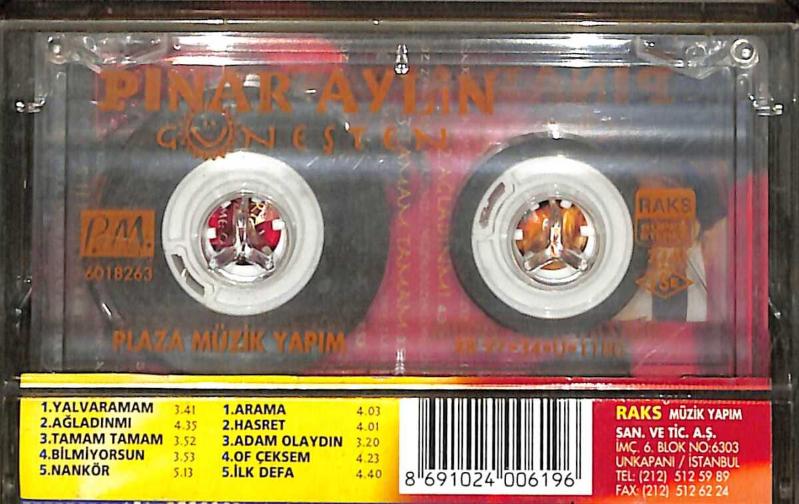 PINAR AYLİN
GÜNEŞTEN
P.M.
6018263
RAKS
PLAZA MÜZİK YAPIM
1.YALVARAMAM 3.41
2.AĞLADINMI 4.35
3.TAMAM TAMAM 3.52
4.BİLMİYORSUN 3.53
5.NANKÖR 5.13
1.ARAMA 4.03
2.HASRET 4.01
3.ADAM OLAYDIN 3.20
4.OF ÇEKSEM 4.23
5.İLK DEFA 4.40
8 691024 006196
RAKS MÜZİK YAPIM
SAN. VE TİC. A.Ş.
İMÇ. 6. BLOK NO:6303
UNKAPANI / İSTANBUL
TEL: (212) 512 59 89
FAX: (212) 512 62 24